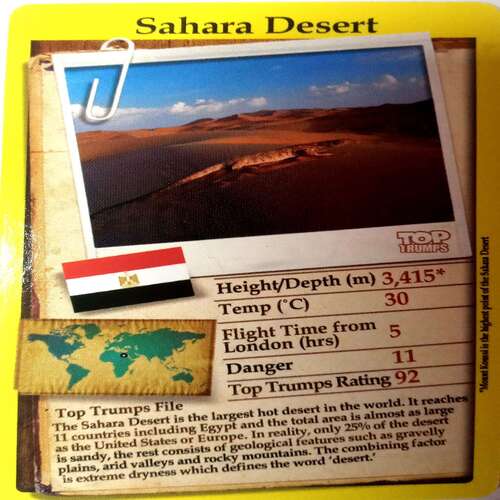 Sahara Desert
TOP
TRUMPS
Height/Depth (m) 3,415*
Temp (°C) 30
Flight Time from
London (hrs) 5
Danger 11
Top Trumps Rating 92
*Mount Koussi is the highest point of the Sahara Desert
Top Trumps File
The Sahara Desert is the largest hot desert in the world. It reaches
11 countries including Egypt and the total area is almost as large
as the United States or Europe. In reality, only 25% of the desert
is sandy, the rest consists of geological features such as gravelly
plains, arid valleys and rocky mountains. The combining factor
is extreme dryness which defines the word 'desert.'